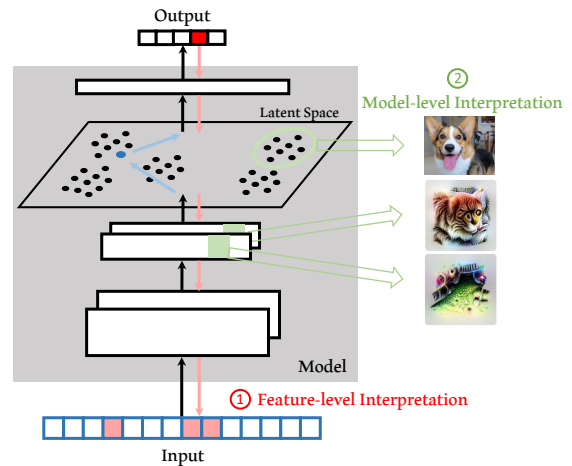 Output
②
Model-level Interpretation
Latent Space
Model
① Feature-level Interpretation
Input